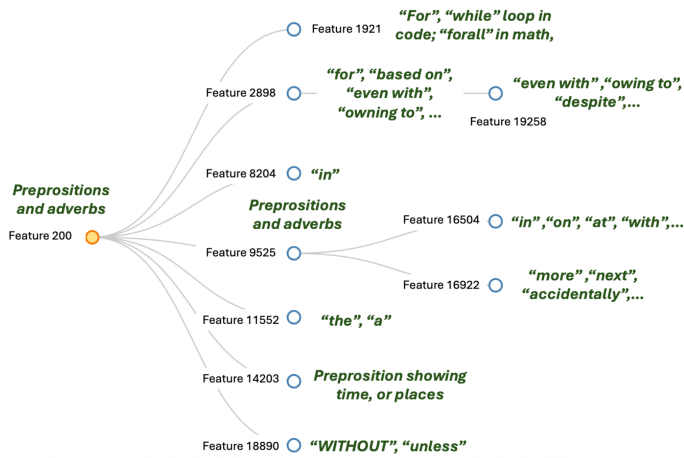 Feature 1921
“For”, “while” loop in
code; “forall” in math,
Feature 2898
“for”, “based on”,
“even with”,
“owning to”, ...
“even with” ,“owing to”,
“despite”,...
Feature 19258
Feature 8204
“in”
Preprositions
and adverbs
Feature 200
Preprositions
and adverbs
Feature 9525
Feature 16504
“in” ,“on”, “at”, “with”,...
Feature 16922
“more” ,“next”,
“accidentally”,...
Feature 11552
“the”, “a”
Feature 14203
Preprosition showing
time, or places
Feature 18890
“WITHOUT”, “unless”